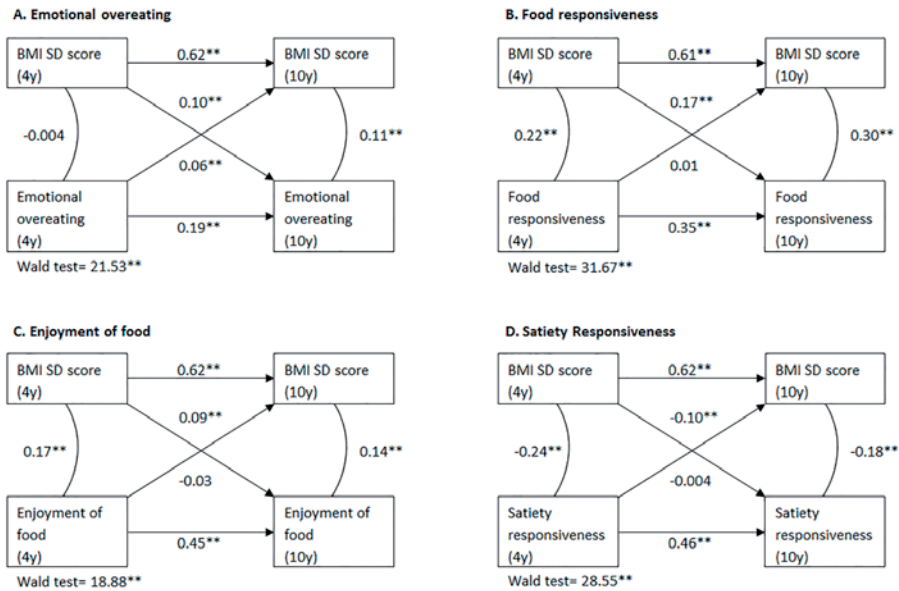 A. Emotional overeating
BMI SD score
(4y)
0.62**
BMI SD score
(10y)
0.10**
-0.004
0.11**
0.06**
Emotional
overeating
(4y)
0.19**
Emotional
overeating
(10y)
Wald test= 21.53**
B. Food responsiveness
BMI SD score
(4y)
0.61**
BMI SD score
(10y)
0.17**
0.22**
0.30**
0.01
Food
responsiveness
(4y)
0.35**
Food
responsiveness
(10y)
Wald test= 31.67**
C. Enjoyment of food
BMI SD score
(4y)
0.62**
BMI SD score
(10y)
0.09**
0.17**
0.14**
-0.03
Enjoyment of
food
(4y)
0.45**
Enjoyment of
food
(10y)
Wald test= 18.88**
D. Satiety Responsiveness
BMI SD score
(4y)
0.62**
BMI SD score
(10y)
-0.10**
-0.24**
-0.18**
-0.004
Satiety
responsiveness
(4y)
0.46**
Satiety
responsiveness
(10y)
Wald test= 28.55**